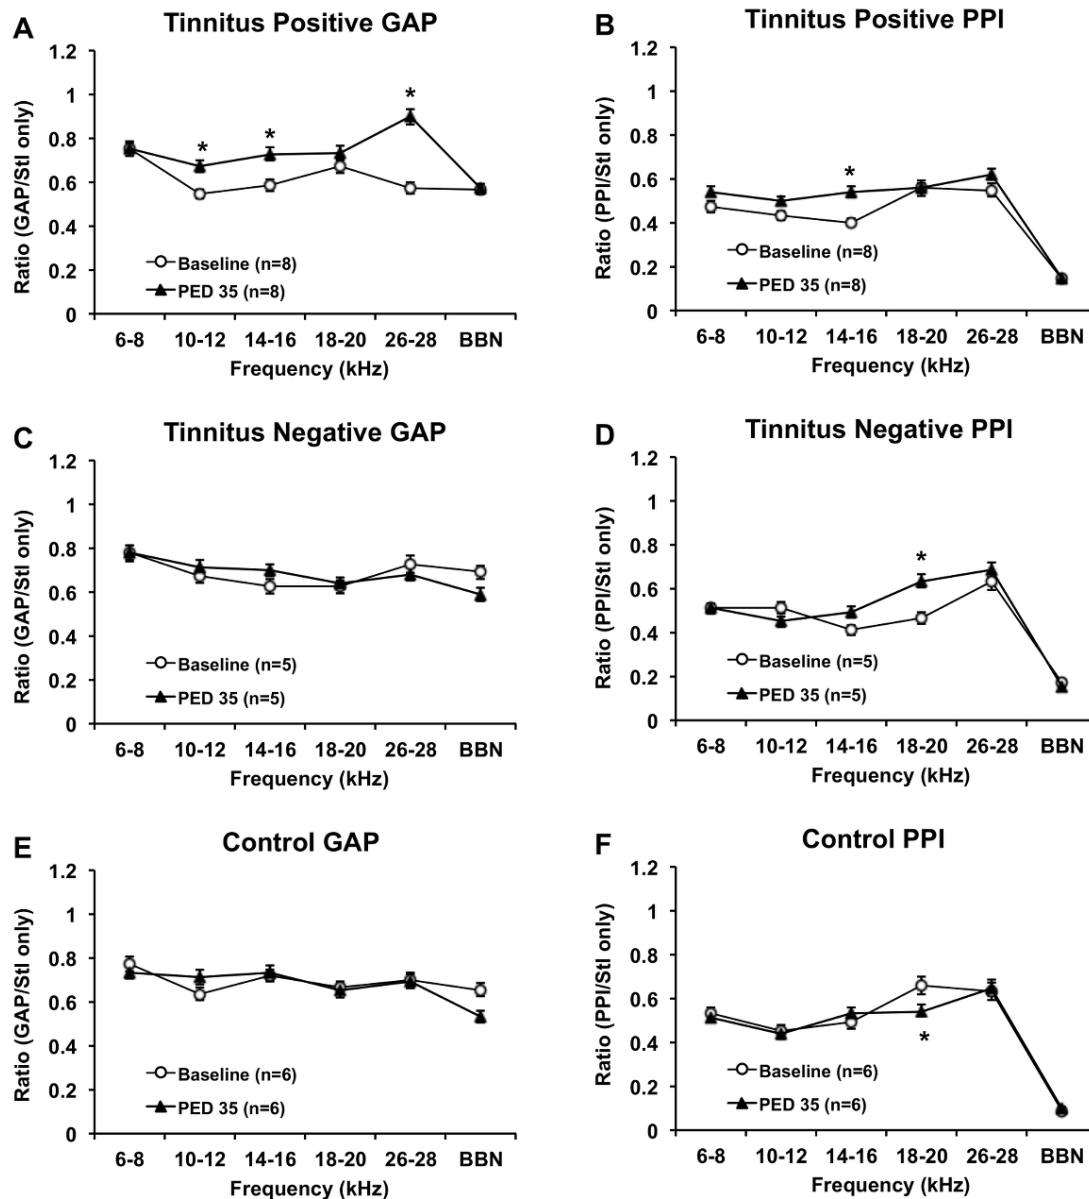 A
Tinnitus Positive GAP
Ratio (GAP/Stl only)
1.2
1
0.8
0.6
0.4
0.2
0
*
*
*
Baseline (n=8)
PED 35 (n=8)
6-8 10-12 14-16 18-20 26-28 BBN
Frequency (kHz)
B
Tinnitus Positive PPI
Ratio (PPI/Stl only)
1.2
1
0.8
0.6
0.4
0.2
0
*
Baseline (n=8)
PED 35 (n=8)
6-8 10-12 14-16 18-20 26-28 BBN
Frequency (kHz)
C
Tinnitus Negative GAP
Ratio (GAP/Stl only)
1.2
1
0.8
0.6
0.4
0.2
0
Baseline (n=5)
PED 35 (n=5)
6-8 10-12 14-16 18-20 26-28 BBN
Frequency (kHz)
D
Tinnitus Negative PPI
Ratio (PPI/Stl only)
1.2
1
0.8
0.6
0.4
0.2
0
*
Baseline (n=5)
PED 35 (n=5)
6-8 10-12 14-16 18-20 26-28 BBN
Frequency (kHz)
E
Control GAP
Ratio (GAP/Stl only)
1.2
1
0.8
0.6
0.4
0.2
0
Baseline (n=6)
PED 35 (n=6)
6-8 10-12 14-16 18-20 26-28 BBN
Frequency (kHz)
F
Control PPI
Ratio (PPI/Stl only)
1.2
1
0.8
0.6
0.4
0.2
0
*
Baseline (n=6)
PED 35 (n=6)
6-8 10-12 14-16 18-20 26-28 BBN
Frequency (kHz)